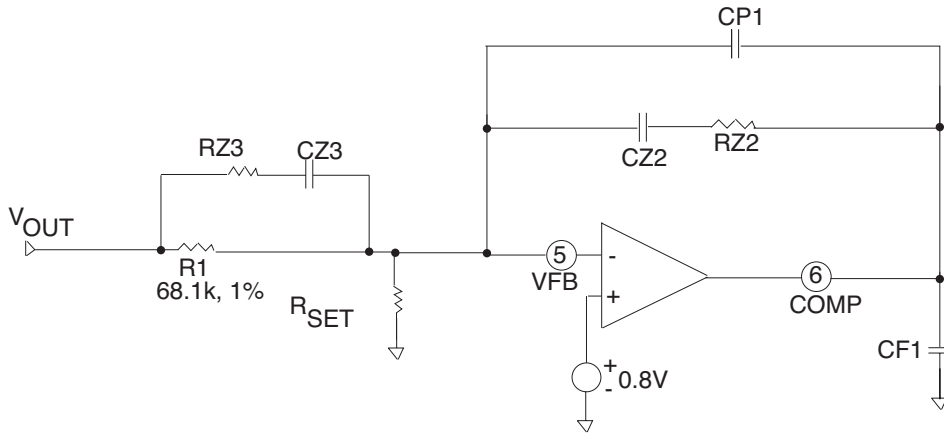 CP1
RZ3
CZ3
CZ2
RZ2
VOUT
R1
68.1k, 1%
RSET
5
VFB
-
+
6
COMP
CF1
+
-
0.8V